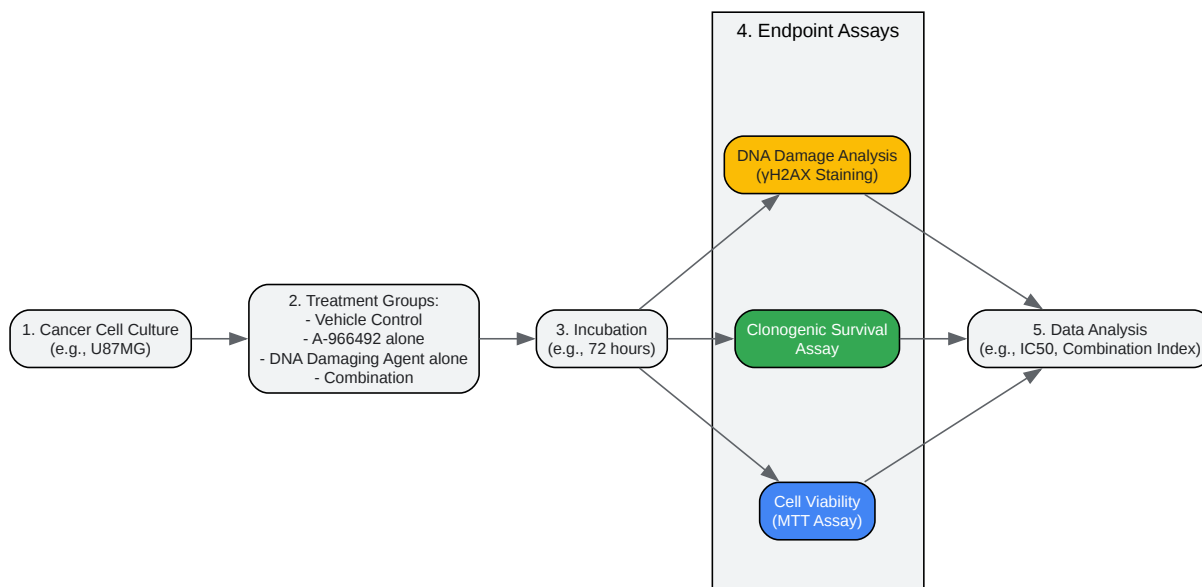 1. Cancer Cell Culture
(e.g., U87MG)
2. Treatment Groups:
- Vehicle Control
- A-966492 alone
- DNA Damaging Agent alone
- Combination
3. Incubation
(e.g., 72 hours)
4. Endpoint Assays
DNA Damage Analysis
(γH2AX Staining)
Clonogenic Survival
Assay
Cell Viability
(MTT Assay)
5. Data Analysis
(e.g., IC50, Combination Index)